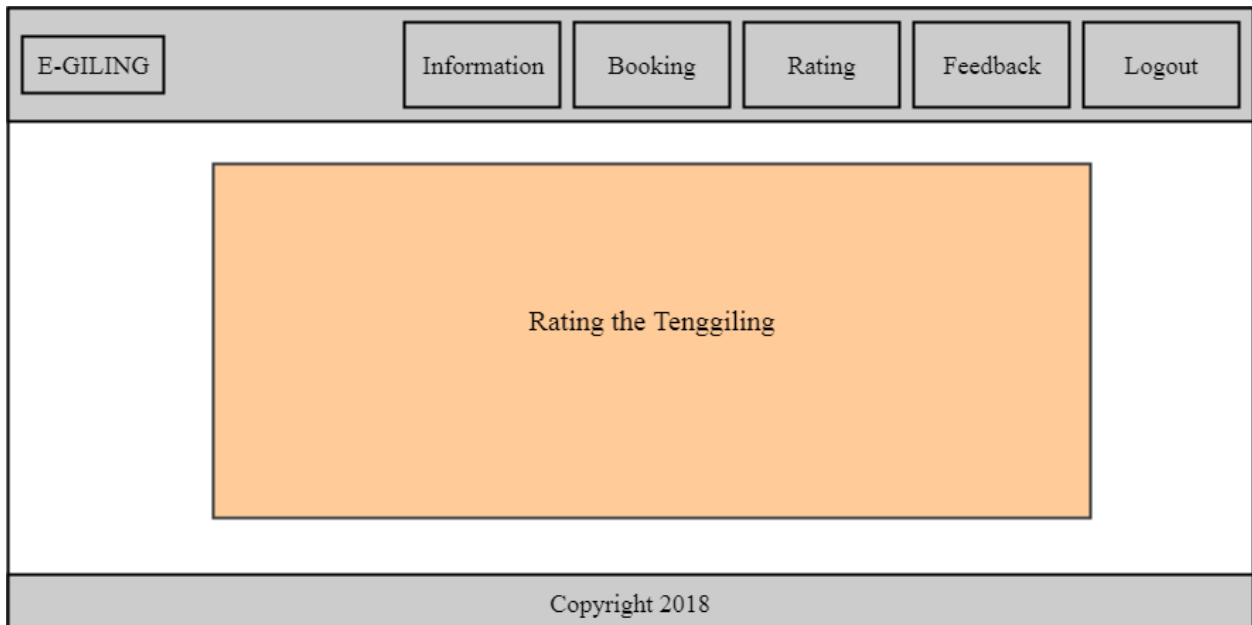 E-GILING
Information
Booking
Rating
Feedback
Logout
Rating the Tenggiling
Copyright 2018